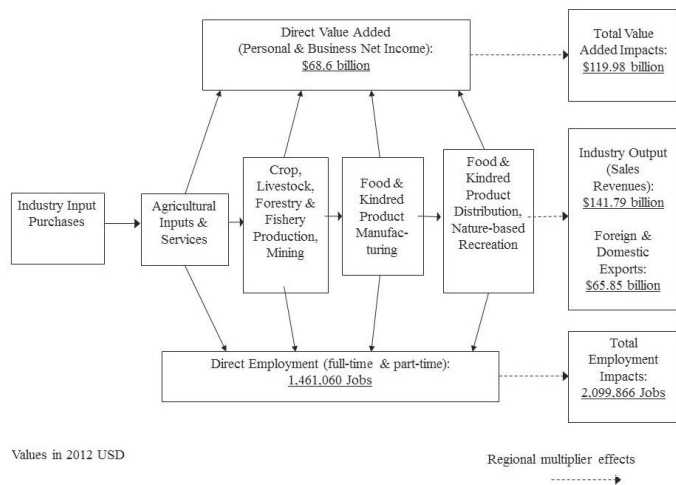 Direct Value Added
(Personal & Business Net Income):
$68.6 billion
Total Value
Added Impacts:
$119.98 billion
Industry Input
Purchases
Agricultural
Inputs &
Services
Crop,
Livestock,
Forestry &
Fishery
Production,
Mining
Food &
Kindred
Product
Manufac-
turing
Food &
Kindred
Product
Distribution,
Nature-based
Recreation
Industry Output
(Sales
Revenues):
$141.79 billion
Foreign &
Domestic
Exports:
$65.85 billion
Direct Employment (full-time & part-time):
1,461,060 Jobs
Total
Employment
Impacts:
2,099,866 Jobs
Values in 2012 USD
Regional multiplier effects